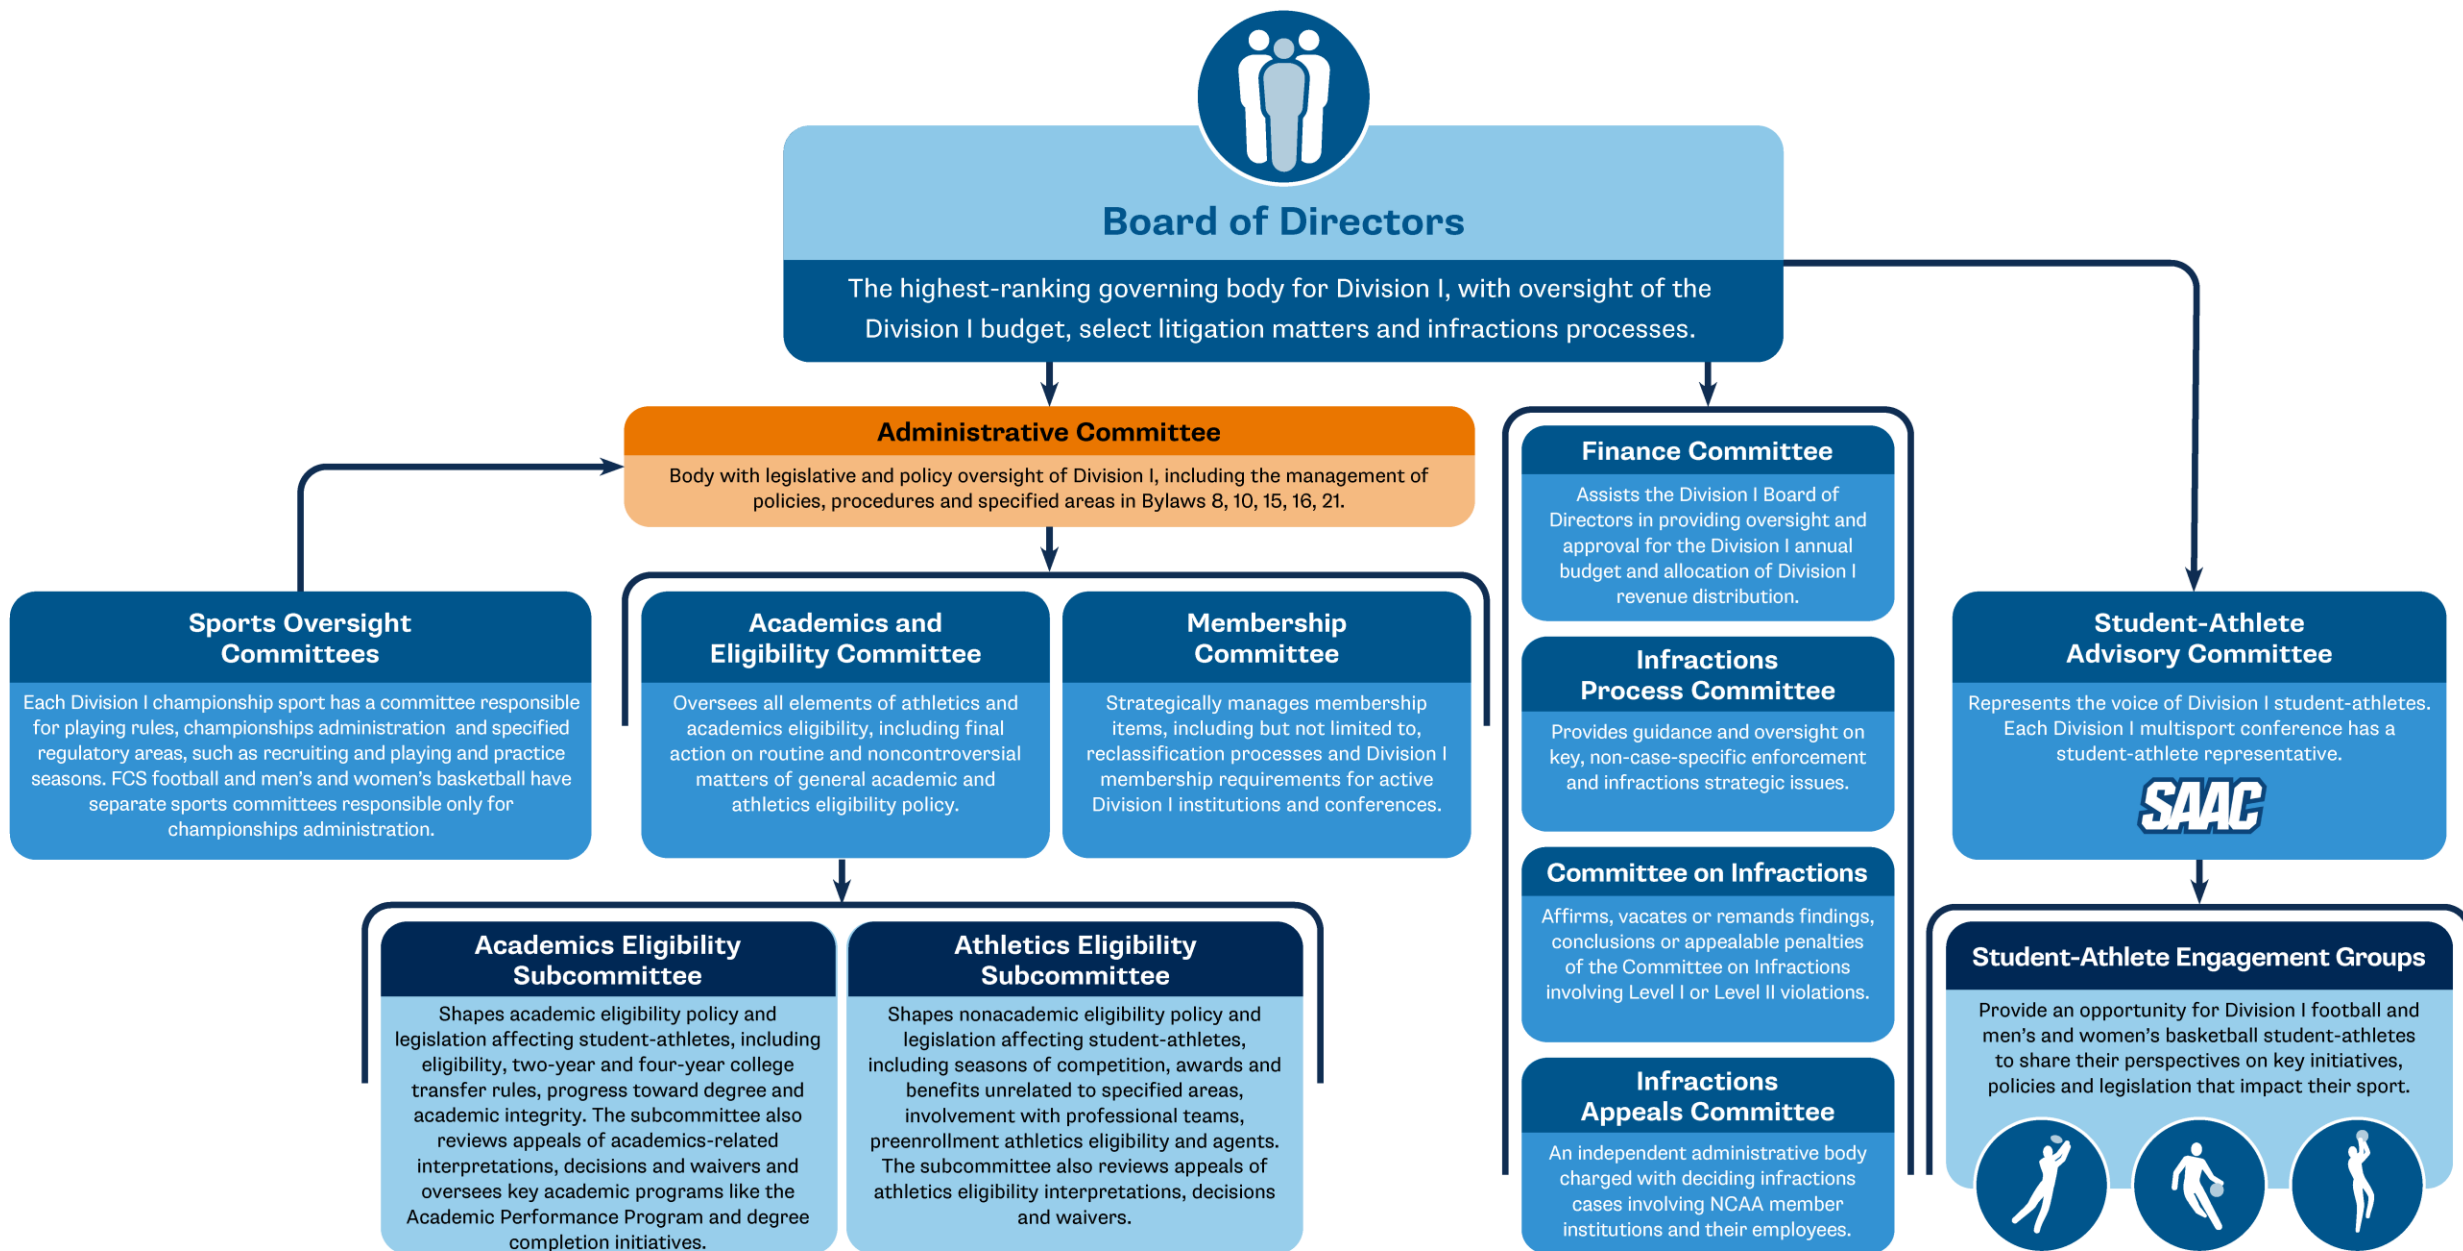 Board of Directors
The highest-ranking governing body for Division I, with oversight of the
Division I budget, select litigation matters and infractions processes.
Administrative Committee
Body with legislative and policy oversight of Division I, including the management of
policies, procedures and specified areas in Bylaws 8, 10, 15, 16, 21.
Sports Oversight
Committees
Each Division I championship sport has a committee responsible
for playing rules, championships administration and specified
regulatory areas, such as recruiting and playing and practice
seasons. FCS football and men's and women's basketball have
separate sports committees responsible only for
championships administration.
Academics and
Eligibility Committee
Oversees all elements of athletics and
academics eligibility, including final
action on routine and noncontroversial
matters of general academic and
athletics eligibility policy.
Membership
Committee
Strategically manages membership
items, including but not limited to,
reclassification processes and Division I
membership requirements for active
Division I institutions and conferences.
Academics Eligibility
Subcommittee
Shapes academic eligibility policy and
legislation affecting student-athletes, including
eligibility, two-year and four-year college
transfer rules, progress toward degree and
academic integrity. The subcommittee also
reviews appeals of academics-related
interpretations, decisions and waivers and
oversees key academic programs like the
Academic Performance Program and degree
completion initiatives.
Athletics Eligibility
Subcommittee
Shapes nonacademic eligibility policy and
legislation affecting student-athletes,
including seasons of competition, awards and
benefits unrelated to specified areas,
involvement with professional teams,
preenrollment athletics eligibility and agents.
The subcommittee also reviews appeals of
athletics eligibility interpretations, decisions
and waivers.
Finance Committee
Assists the Division I Board of
Directors in providing oversight and
approval for the Division I annual
budget and allocation of Division I
revenue distribution.
Infractions
Process Committee
Provides guidance and oversight on
key, non-case-specific enforcement
and infractions strategic issues.
Committee on Infractions
Affirms, vacates or remands findings,
conclusions or appealable penalties
of the Committee on Infractions
involving Level I or Level II violations.
Infractions
Appeals Committee
An independent administrative body
charged with deciding infractions
cases involving NCAA member
institutions and their employees.
Student-Athlete
Advisory Committee
Represents the voice of Division I student-athletes.
Each Division I multisport conference has a
student-athlete representative.
SAAC
Student-Athlete Engagement Groups
Provide an opportunity for Division I football and
men's and women's basketball student-athletes
to share their perspectives on key initiatives,
policies and legislation that impact their sport.